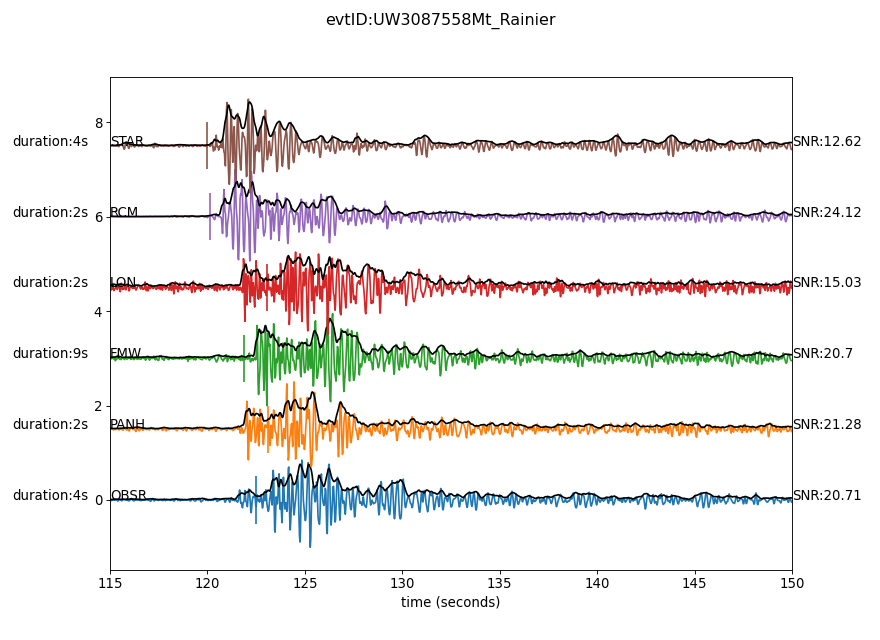 evtID:UW3087558Mt_Rainier
8
duration:4s STAR SNR:12.62
duration:2s RCM SNR:24.12
6
duration:2s LON SNR:15.03
4
duration:9s FMW SNR:20.7
2
duration:2s PANH SNR:21.28
duration:4s OBSR SNR:20.71
0
115 120 125 130 135 140 145 150
time (seconds)